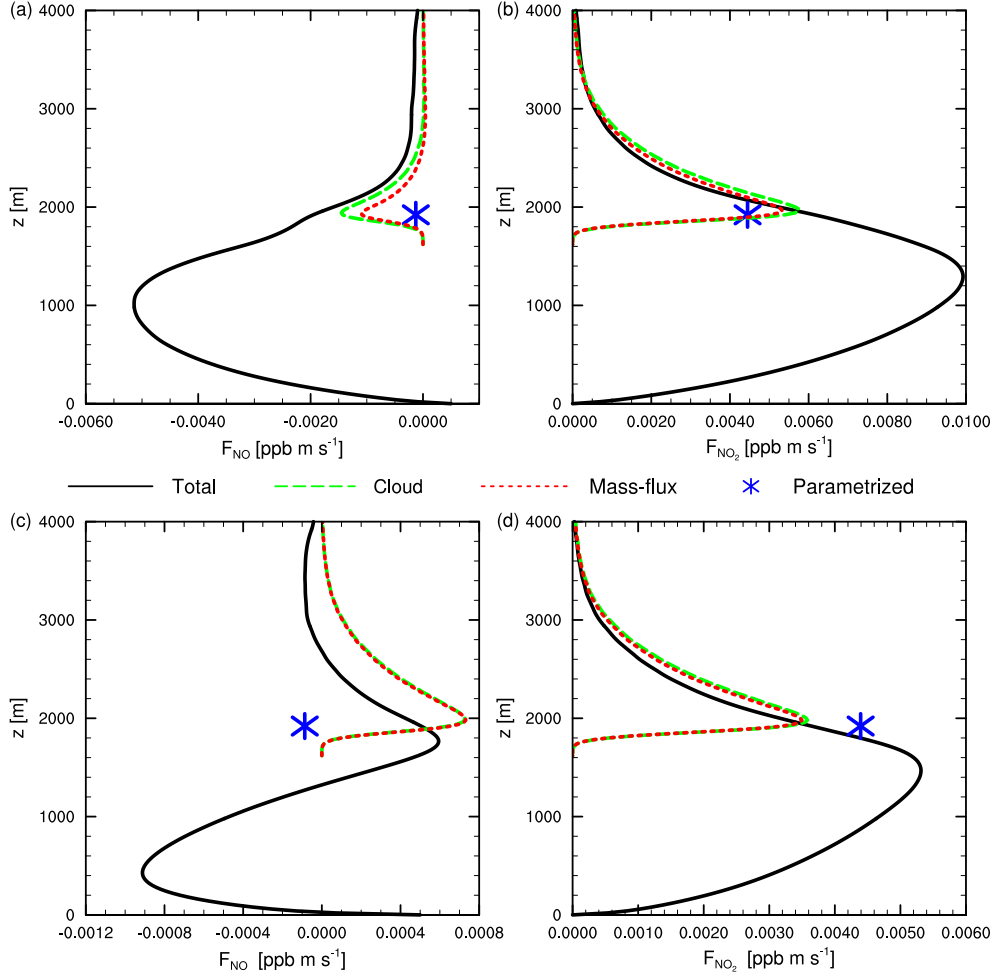 (a)
(b)
4000
3000
2000
1000
0
z [m]
-0.0060 -0.0040 -0.0020 0.0000
F_NO [ppb m s⁻¹]
4000
3000
2000
1000
0
z [m]
0.0000 0.0020 0.0040 0.0060 0.0080 0.0100
F_NO₂ [ppb m s⁻¹]
Total Cloud Mass-flux Parametrized
(c)
(d)
4000
3000
2000
1000
0
z [m]
-0.0012 -0.0008 -0.0004 0.0000 0.0004 0.0008
F_NO [ppb m s⁻¹]
4000
3000
2000
1000
0
z [m]
0.0000 0.0010 0.0020 0.0030 0.0040 0.0050 0.0060
F_NO₂ [ppb m s⁻¹]